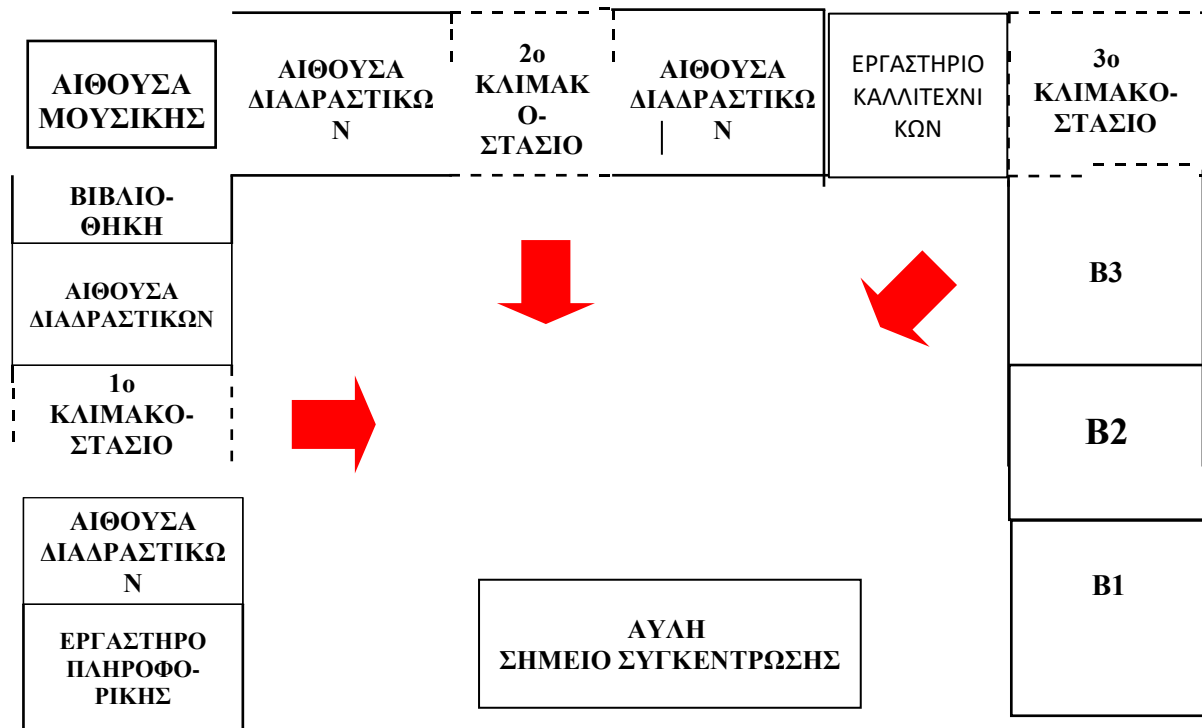 ΑΙΘΟΥΣΑ
ΜΟΥΣΙΚΗΣ
ΑΙΘΟΥΣΑ
ΔΙΑΔΡΑΣΤΙΚΩ
Ν
2ο
ΚΛΙΜΑΚ
Ο-
ΣΤΑΣΙΟ
ΑΙΘΟΥΣΑ
ΔΙΑΔΡΑΣΤΙΚΩ
Ν
ΕΡΓΑΣΤΗΡΙΟ
ΚΑΛΛΙΤΕΧΝΙ
ΚΩΝ
3ο
ΚΛΙΜΑΚΟ-
ΣΤΑΣΙΟ
ΒΙΒΛΙΟ-
ΘΗΚΗ
ΑΙΘΟΥΣΑ
ΔΙΑΔΡΑΣΤΙΚΩΝ
1ο
ΚΛΙΜΑΚΟ-
ΣΤΑΣΙΟ
ΑΙΘΟΥΣΑ
ΔΙΑΔΡΑΣΤΙΚΩ
Ν
ΕΡΓΑΣΤΗΡΟ
ΠΛΗΡΟΦΟ-
ΡΙΚΗΣ
Β3
Β2
Β1
ΑΥΛΗ
ΣΗΜΕΙΟ ΣΥΓΚΕΝΤΡΩΣΗΣ